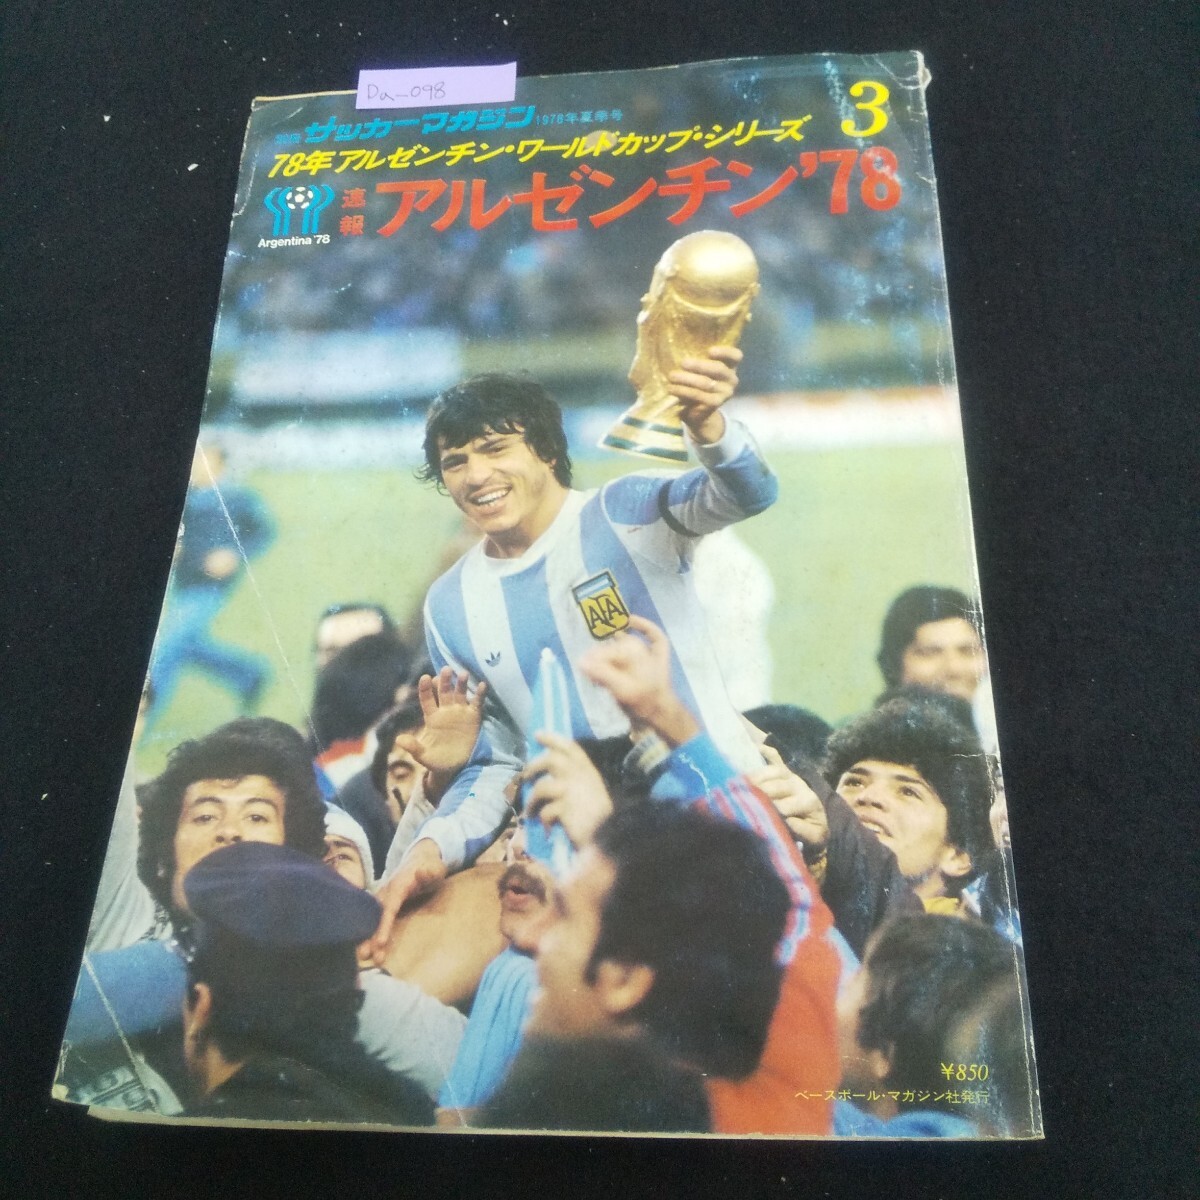 Da-098
サッカーマガジン 1978年夏季号
78年アルゼンチン・ワールドカップ・シリーズ 3
速報 アルゼンチン'78
Argentina '78
AFA
¥850
ベースボール・マガジン社発行